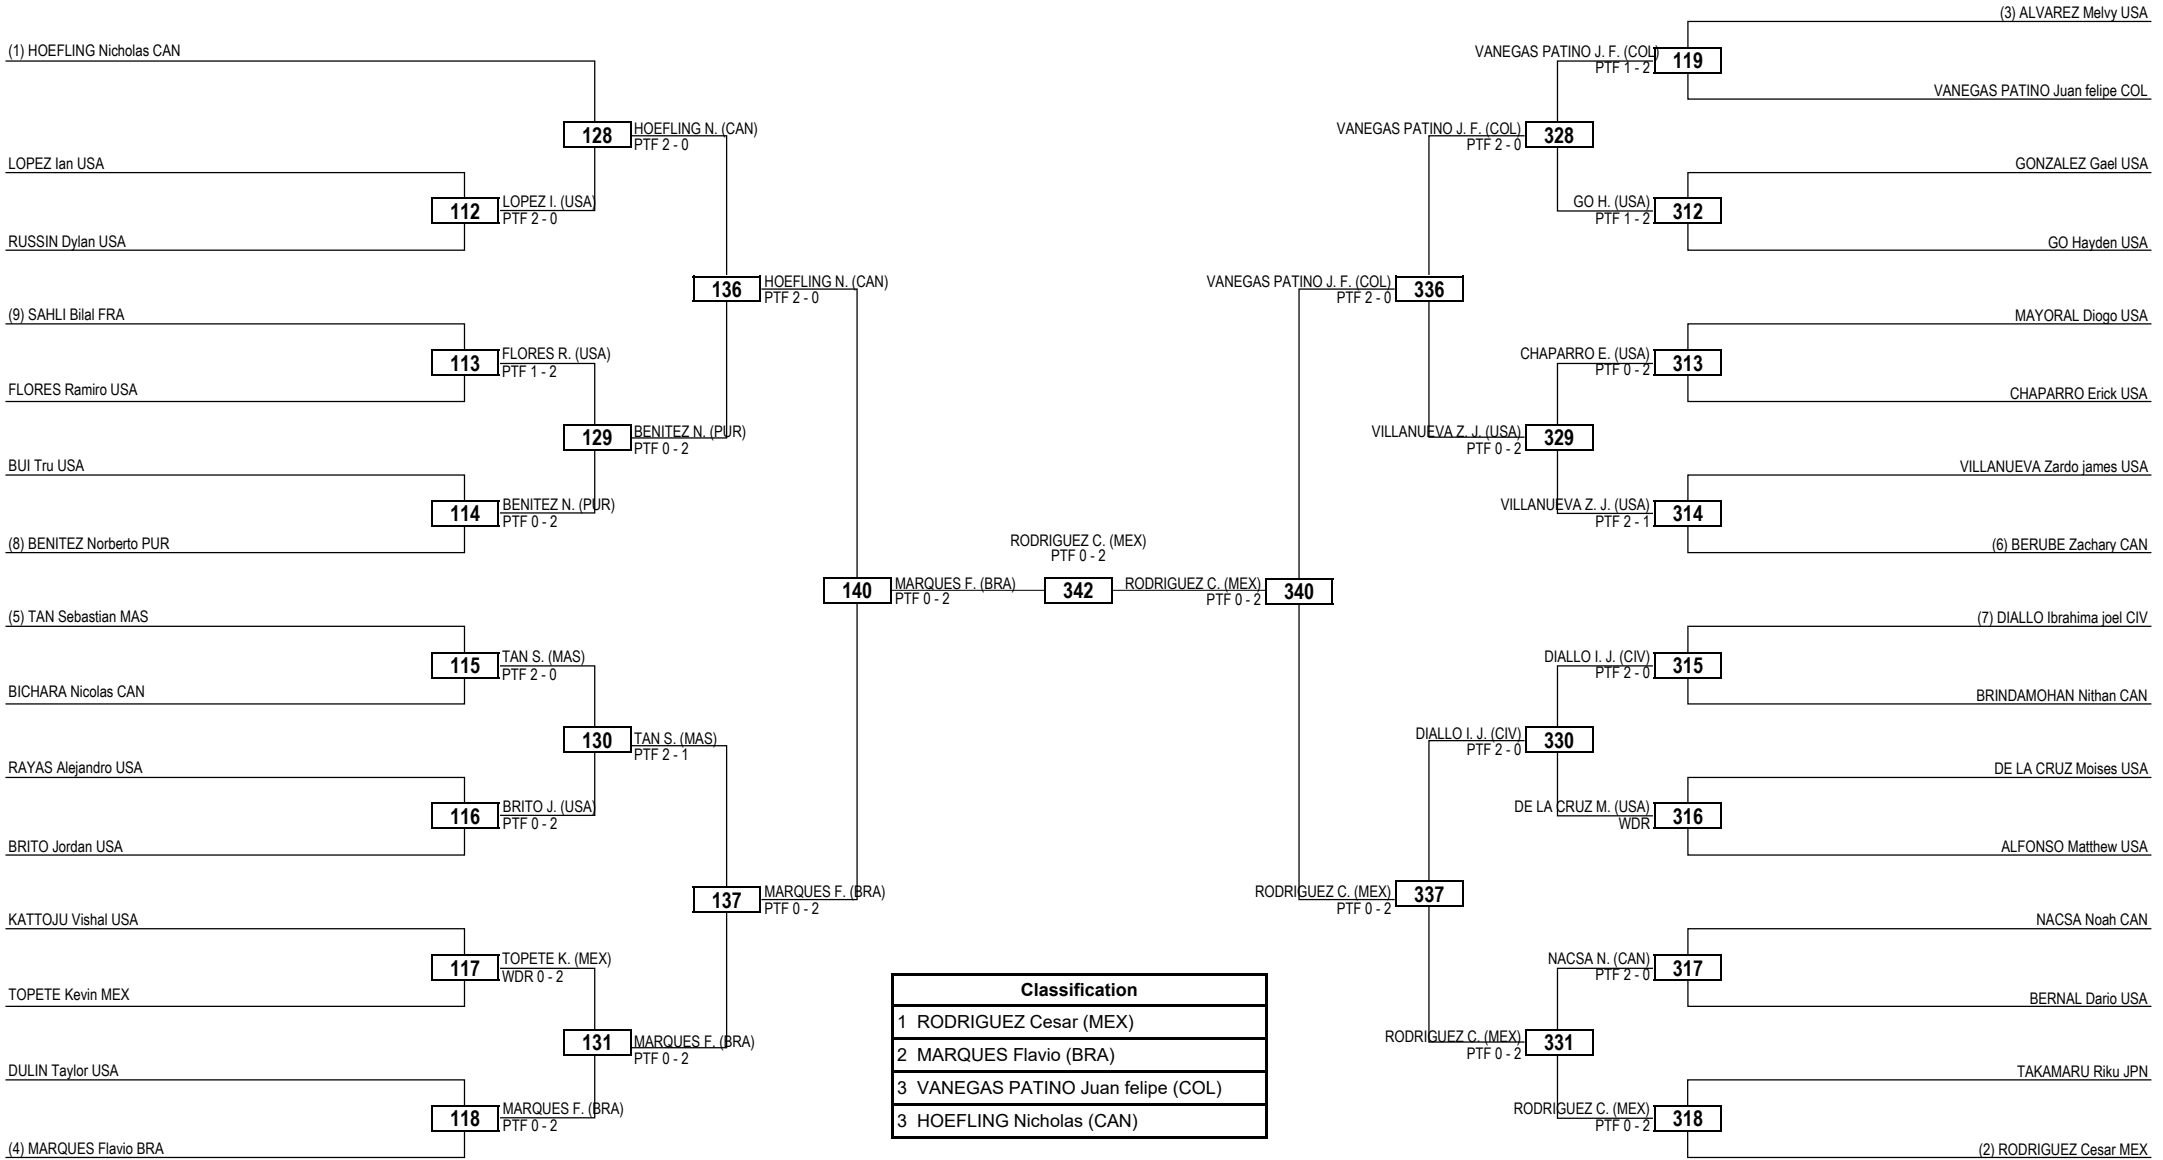 (1) HOEFLING Nicholas CAN
LOPEZ Ian USA
RUSSIN Dylan USA
(9) SAHLI Bilal FRA
FLORES Ramiro USA
BUI Tru USA
(8) BENITEZ Norberto PUR
(5) TAN Sebastian MAS
BICHARA Nicolas CAN
RAYAS Alejandro USA
BRITO Jordan USA
KATTOJU Vishal USA
TOPETE Kevin MEX
DULIN Taylor USA
(4) MARQUES Flavio BRA
112
LOPEZ I. (USA)
PTF 2 - 0
113
FLORES R. (USA)
PTF 1 - 2
114
BENITEZ N. (PUR)
PTF 0 - 2
115
TAN S. (MAS)
PTF 2 - 0
116
BRITO J. (USA)
PTF 0 - 2
117
TOPETE K. (MEX)
WDR 0 - 2
118
MARQUES F. (BRA)
PTF 0 - 2
128
HOEFLING N. (CAN)
PTF 2 - 0
129
BENITEZ N. (PUR)
PTF 0 - 2
130
TAN S. (MAS)
PTF 2 - 1
131
MARQUES F. (BRA)
PTF 0 - 2
136
HOEFLING N. (CAN)
PTF 2 - 0
137
MARQUES F. (BRA)
PTF 0 - 2
140
MARQUES F. (BRA)
PTF 0 - 2
RODRIGUEZ C. (MEX)
PTF 0 - 2
342
RODRIGUEZ C. (MEX)
PTF 0 - 2
340
VANEGAS PATINO J. F. (COL)
PTF 2 - 0
336
RODRIGUEZ C. (MEX)
PTF 0 - 2
337
VANEGAS PATINO J. F. (COL)
PTF 2 - 0
328
VILLANUEVA Z. J. (USA)
PTF 0 - 2
329
DIALLO I. J. (CIV)
PTF 2 - 0
330
RODRIGUEZ C. (MEX)
PTF 0 - 2
331
VANEGAS PATINO J. F. (COL)
PTF 1 - 2
119
GO H. (USA)
PTF 1 - 2
312
CHAPARRO E. (USA)
PTF 0 - 2
313
VILLANUEVA Z. J. (USA)
PTF 2 - 1
314
DIALLO I. J. (CIV)
PTF 2 - 0
315
DE LA CRUZ M. (USA)
WDR
316
NACSA N. (CAN)
PTF 2 - 0
317
RODRIGUEZ C. (MEX)
PTF 0 - 2
318
(3) ALVAREZ Melvy USA
VANEGAS PATINO Juan felipe COL
GONZALEZ Gael USA
GO Hayden USA
MAYORAL Diogo USA
CHAPARRO Erick USA
VILLANUEVA Zardo james USA
(6) BERUBE Zachary CAN
(7) DIALLO Ibrahima joel CIV
BRINDAMOHAN Nithan CAN
DE LA CRUZ Moises USA
ALFONSO Matthew USA
NACSA Noah CAN
BERNAL Dario USA
TAKAMARU Riku JPN
(2) RODRIGUEZ Cesar MEX
Classification
1 RODRIGUEZ Cesar (MEX)
2 MARQUES Flavio (BRA)
3 VANEGAS PATINO Juan felipe (COL)
3 HOEFLING Nicholas (CAN)